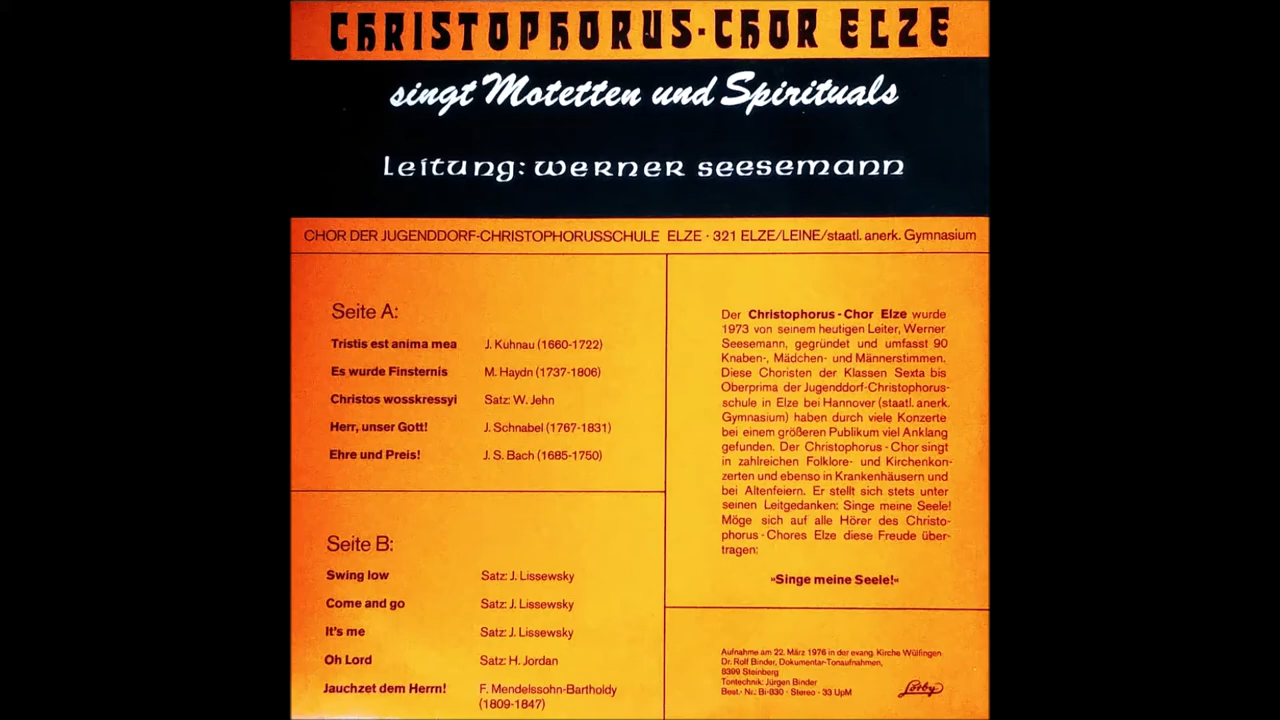 CHRISTOPHORUS-CHOR ELZE
singt Motetten und Spirituals
Leitung: Werner Seesemann
CHOR DER JUGENDDORF-CHRISTOPHORUSSCHULE ELZE · 321 ELZE/LEINE/staatl. anerk. Gymnasium
Seite A:
Tristis est anima mea J. Kuhnau (1660-1722)
Es wurde Finsternis M. Haydn (1737-1806)
Christos wosskressyi Satz: W. Jehn
Herr, unser Gott! J. Schnabel (1767-1831)
Ehre und Preis! J. S. Bach (1685-1750)
Seite B:
Swing low Satz: J. Lissewsky
Come and go Satz: J. Lissewsky
It's me Satz: J. Lissewsky
Oh Lord Satz: H. Jordan
Jauchzet dem Herrn! F. Mendelssohn-Bartholdy
(1809-1847)
Der Christophorus-Chor Elze wurde
1973 von seinem heutigen Leiter, Werner
Seesemann, gegründet und umfasst 90
Knaben-, Mädchen- und Männerstimmen.
Diese Choristen der Klassen Sexta bis
Oberprima der Jugenddorf-Christophorus-
schule in Elze bei Hannover (staatl. anerk.
Gymnasium) haben durch viele Konzerte
bei einem größeren Publikum viel Anklang
gefunden. Der Christophorus-Chor singt
in zahlreichen Folklore- und Kirchenkon-
zerten und ebenso in Krankenhäusern und
bei Altenfeiern. Er stellt sich stets unter
seinen Leitgedanken: Singe meine Seele!
Möge sich auf alle Hörer des Christo-
phorus-Chores Elze diese Freude über-
tragen:
»Singe meine Seele!«
Aufnahme am 22. März 1976 in der evang. Kirche Wülfingen
Dr. Rolf Binder, Dokumentar-Tonaufnahmen,
8399 Steinberg
Tontechnik: Jürgen Binder
Best.-Nr.: Bi-830 · Stereo · 33 UpM
Lorby